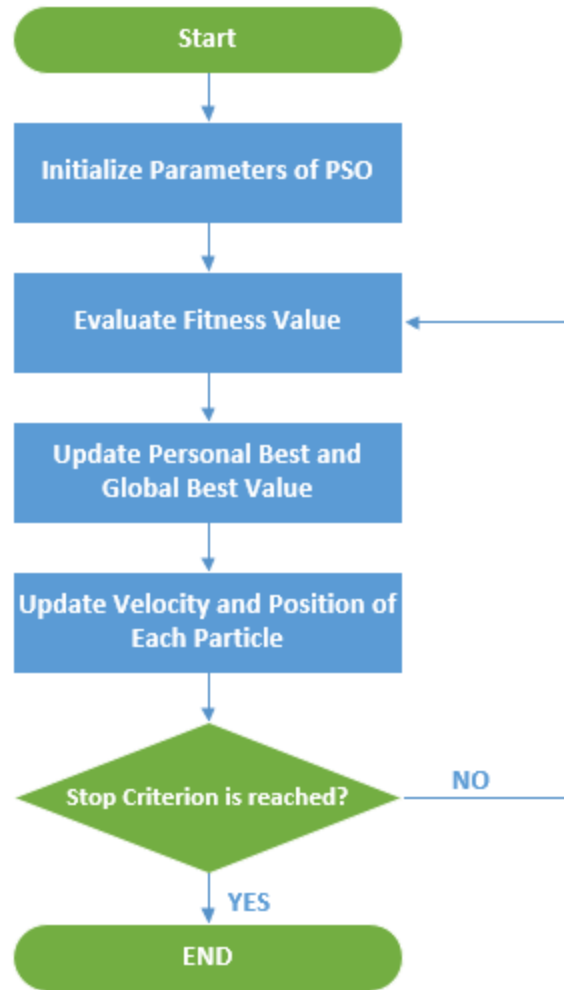 Start
Initialize Parameters of PSO
Evaluate Fitness Value
Update Personal Best and
Global Best Value
Update Velocity and Position of
Each Particle
Stop Criterion is reached?
NO
YES
END